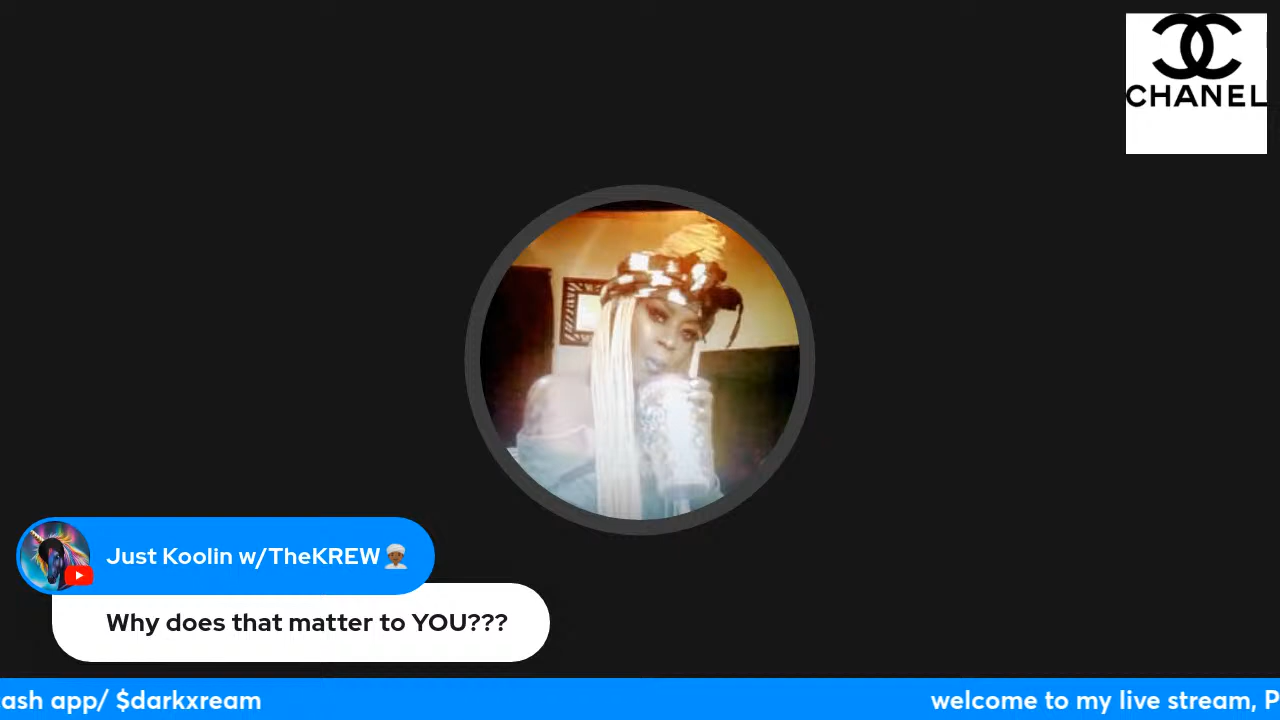 CHANEL
Just Koolin w/TheKREW👳🏾
Why does that matter to YOU???
ash app/ $darkxream
welcome to my live stream, P